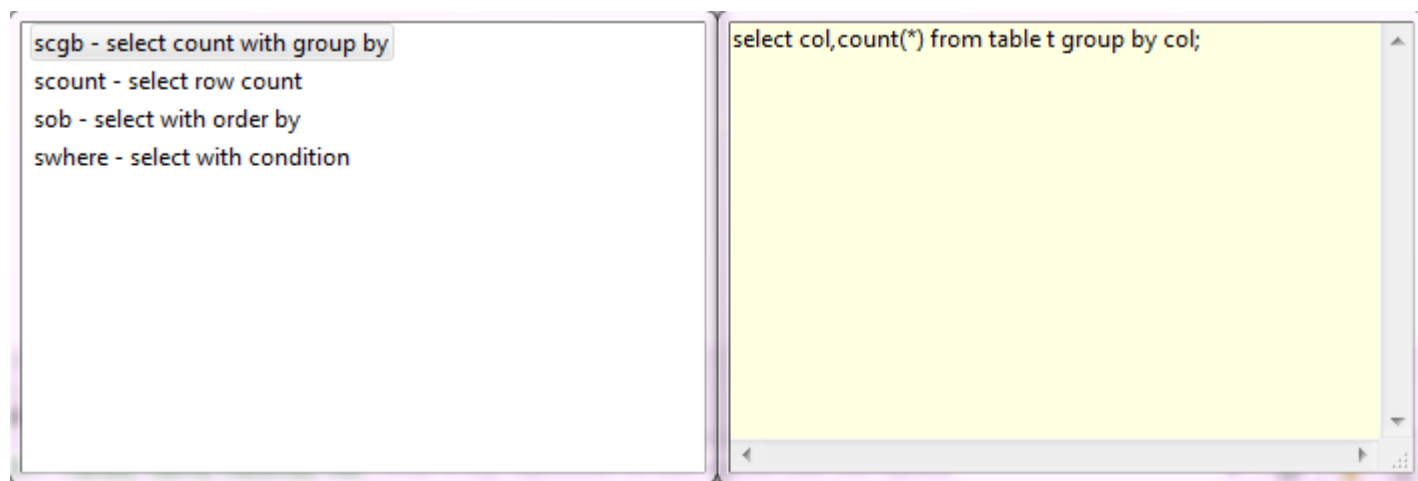 scgb - select count with group by
scount - select row count
sob - select with order by
swhere - select with condition
select col,count(*) from table t group by col;